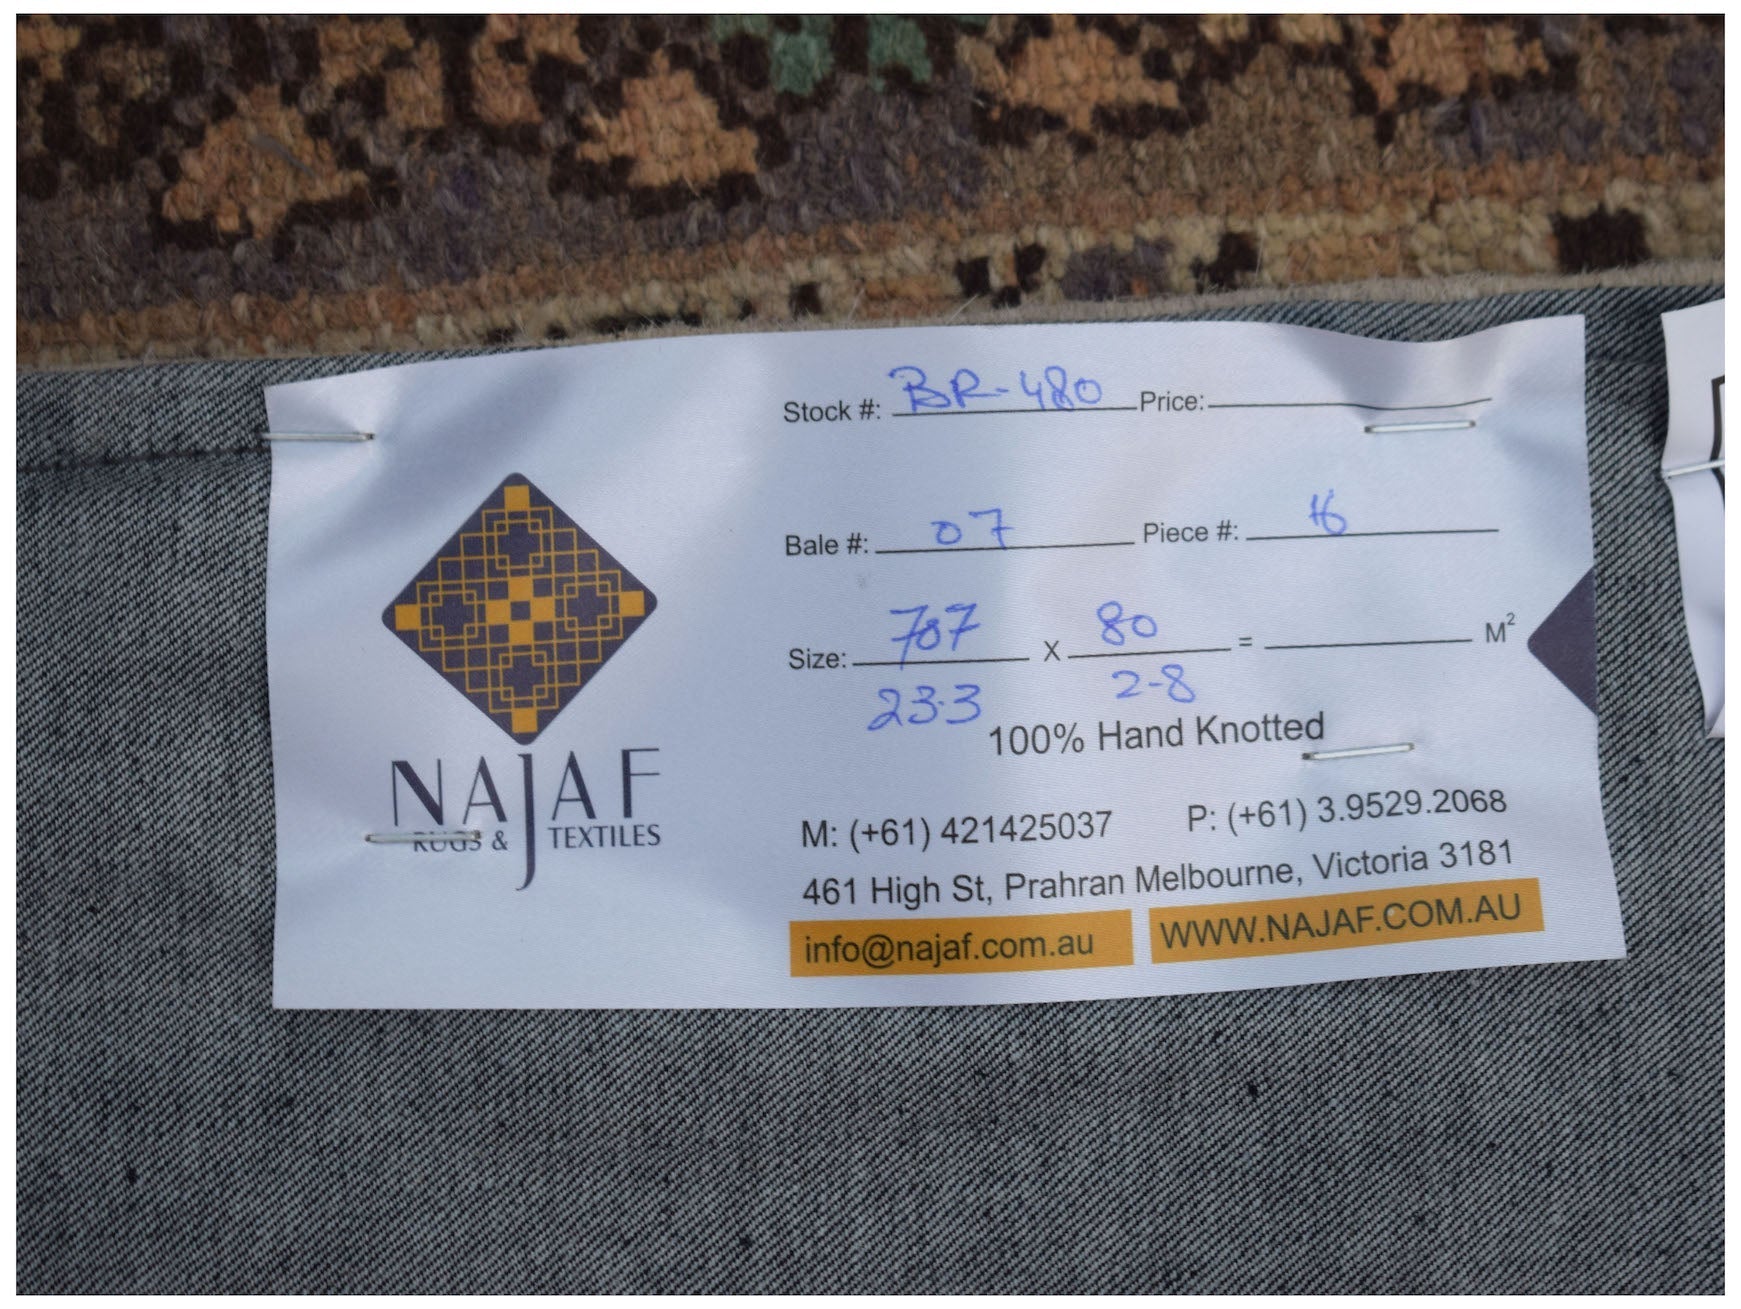 Stock #: BR-480 Price:
Bale #: 07 Piece #: 16
Size: 707 X 80 = M²
23.3 2-8
100% Hand Knotted
NAJAF
RUGS & TEXTILES
M: (+61) 421425037 P: (+61) 3.9529.2068
461 High St, Prahran Melbourne, Victoria 3181
info@najaf.com.au WWW.NAJAF.COM.AU